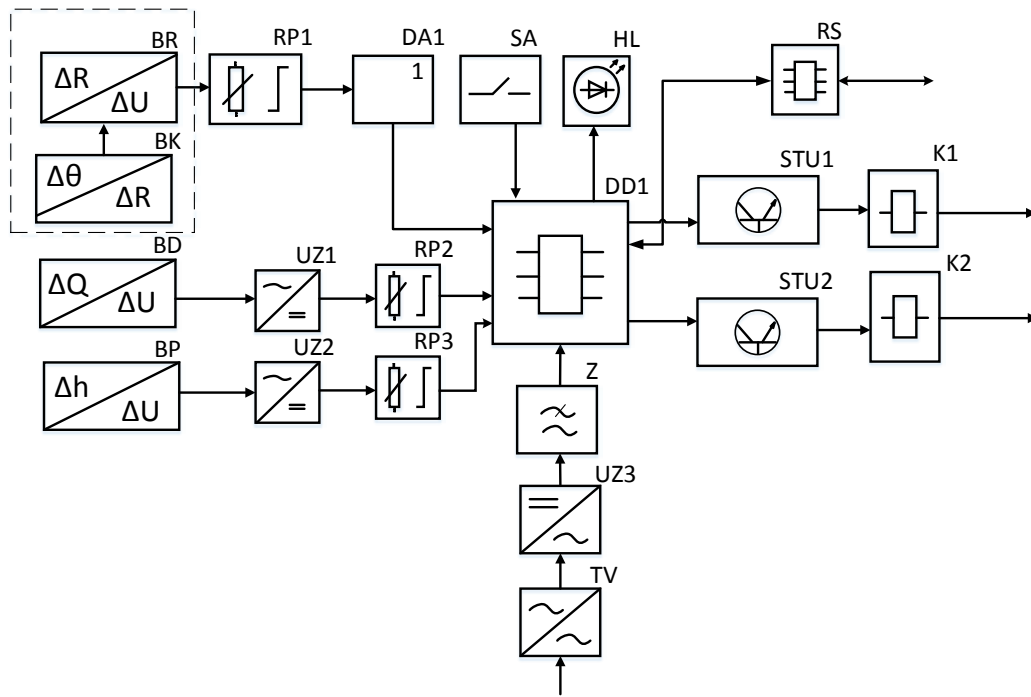 BR
RP1
DA1
SA
HL
RS
ΔR
ΔU
1
BK
Δθ
ΔR
STU1
K1
DD1
BD
ΔQ
ΔU
UZ1
RP2
STU2
K2
BP
Δh
ΔU
UZ2
RP3
Z
UZ3
TV